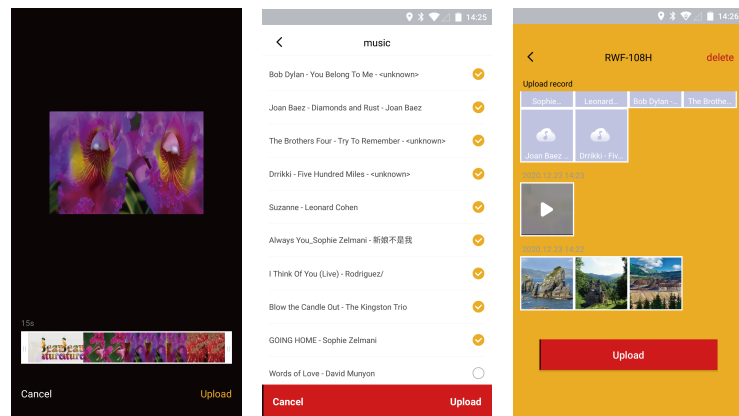 15s
Cancel
Upload
14:25
music
Bob Dylan - You Belong To Me - <unknown>
Joan Baez - Diamonds and Rust - Joan Baez
The Brothers Four - Try To Remember - <unknown>
Drrikki - Five Hundred Miles - <unknown>
Suzanne - Leonard Cohen
Always You_Sophie Zelmani - 新娘不是我
I Think Of You (Live) - Rodriguez/
Blow the Candle Out - The Kingston Trio
GOING HOME - Sophie Zelmani
Words of Love - David Munyon
Cancel
Upload
14:26
RWF-108H
delete
Upload record
Sophie...
Leonard...
Bob Dylan -...
The Brothe...
Joan Baez ...
Drrikki - Fiv...
2020.12.23 14:23
2020.12.23 14:22
Upload